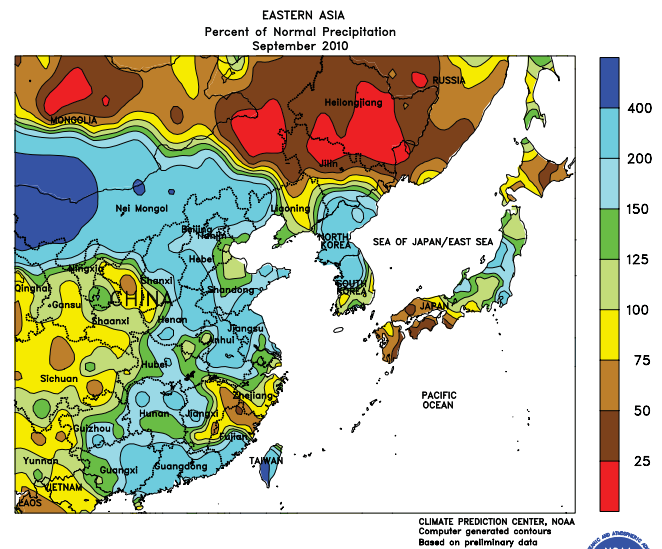 EASTERN ASIA
Percent of Normal Precipitation
September 2010
RUSSIA
Heilongjiang
MONGOLIA
Jilin
Nei Mongol
Liaoning
Beijing
Tianjin
NORTH
KOREA
SEA OF JAPAN/EAST SEA
Hebei
Ningxia
Shanxi
Qinghai
Gansu
CHINA
Shandong
SOUTH
KOREA
JAPAN
Shaanxi
Henan
Jiangsu
Anhui
Hubei
Sichuan
Zhejiang
PACIFIC
OCEAN
Hunan
Jiangxi
Guizhou
Fujian
Yunnan
Guangxi
Guangdong
TAIWAN
VIETNAM
LAOS
400
200
150
125
100
75
50
25
CLIMATE PREDICTION CENTER, NOAA
Computer generated contours
Based on preliminary data